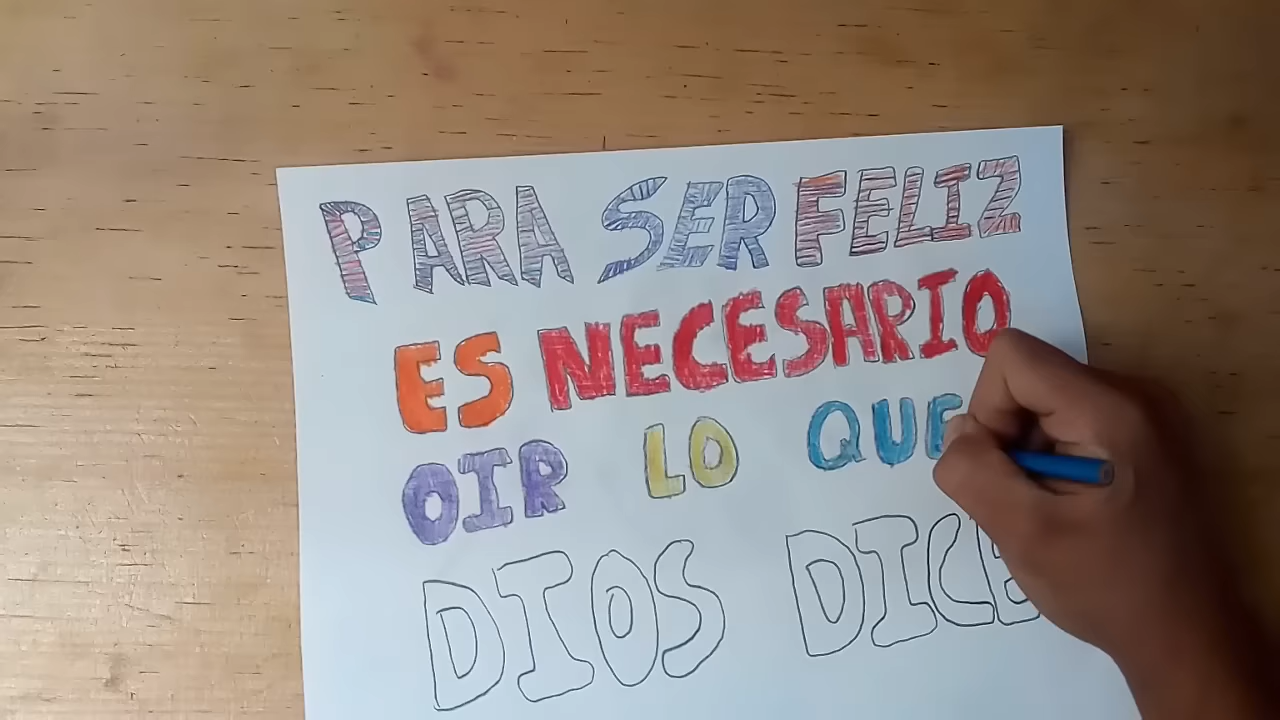 PARA SER FELIZ
ES NECESARIO
OIR LO QUE
DIOS DICE